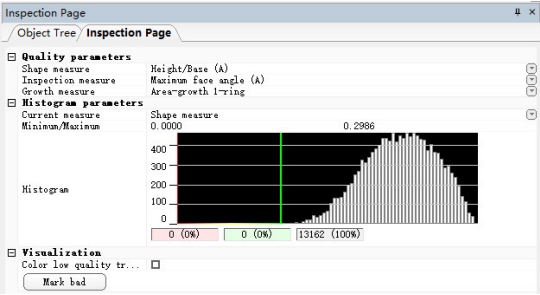 Inspection Page
Object Tree Inspection Page
Quality parameters
Shape measure Height/Base (A)
Inspection measure Maximum face angle (A)
Growth measure Area-growth 1-ring
Histogram parameters
Current measure Shape measure
Minimum/Maximum 0.0000 0.2986
400
300
Histogram 200
100
0
0 (0%) 0 (0%) 13162 (100%)
Visualization
Color low quality tr...
Mark bad